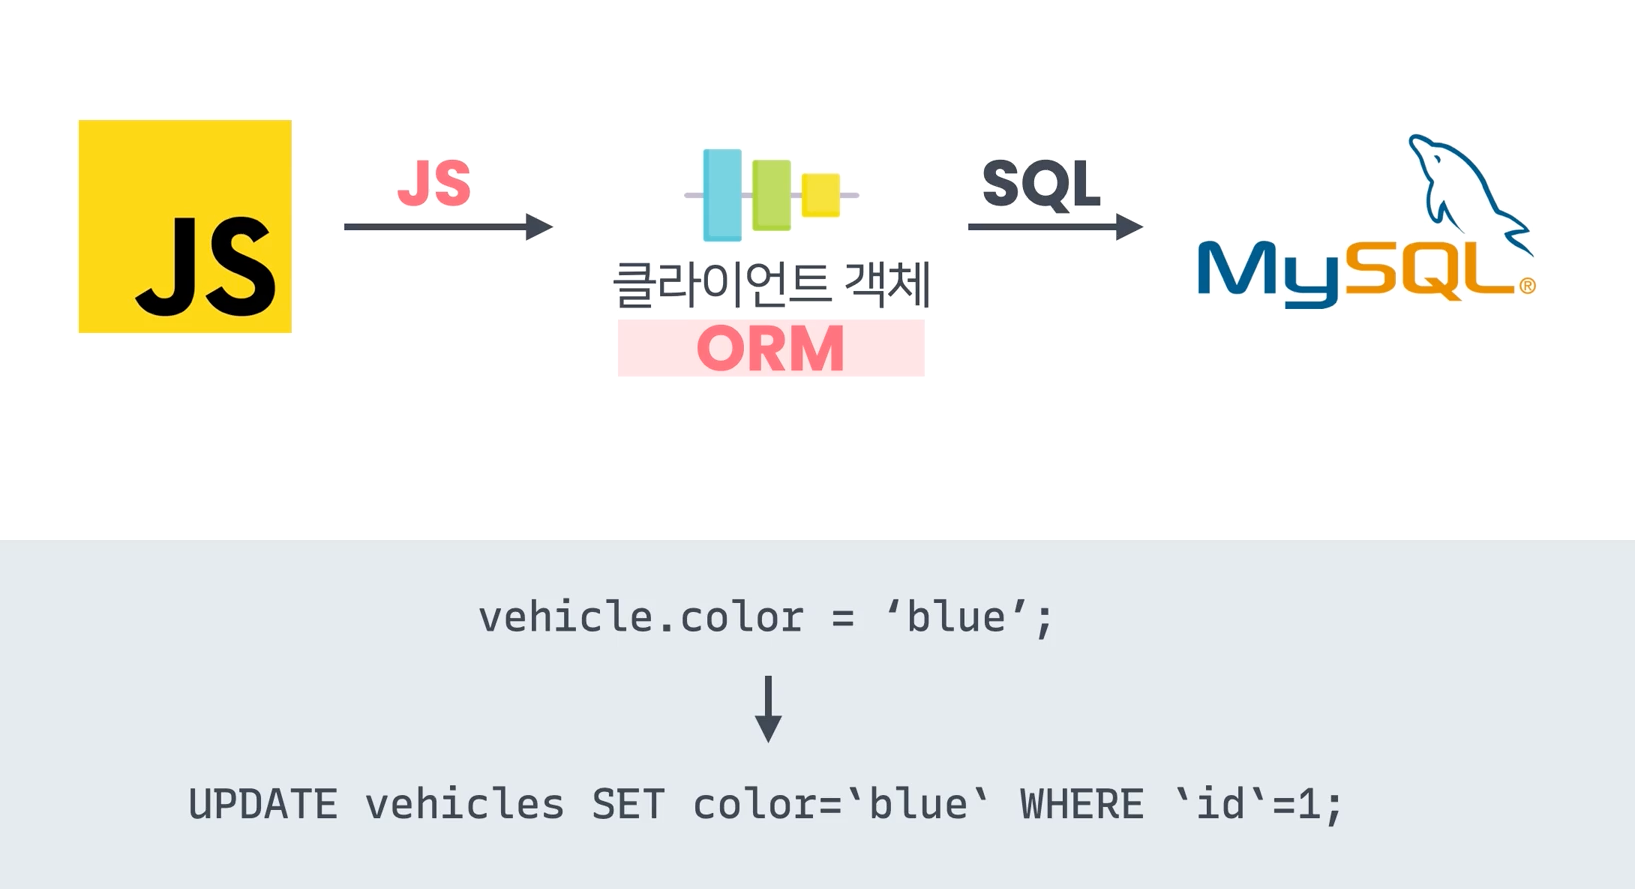 JS
JS
클라이언트 객체
ORM
SQL
MySQL®
vehicle.color = ‘blue’;
UPDATE vehicles SET color=‵blue‵ WHERE ‵id‵=1;